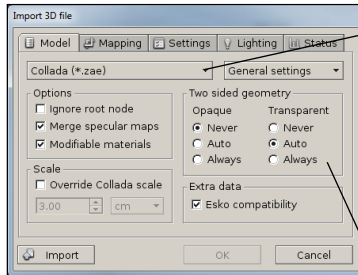 Import 3D file
Model Mapping Settings Lighting Status
Collada (*.zae) General settings
Options
Ignore root node
Merge specular maps
Modifiable materials
Scale
Override Collada scale
3.00 cm
Two sided geometry
Opaque Transparent
Never Never
Auto Auto
Always Always
Extra data
Esko compatibility
Import OK Cancel